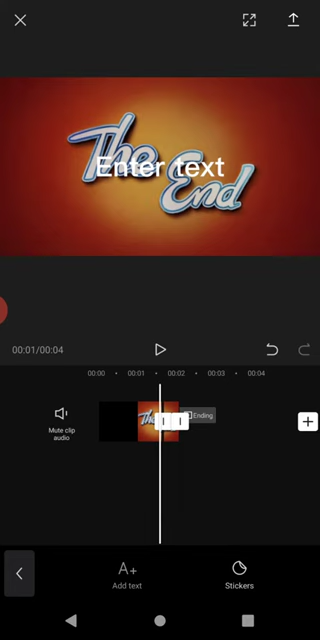 The
Enter text
End
00:01/00:04
00:00 00:01 00:02 00:03 00:04
Mute clip
audio
The
Ending
A+
Add text
Stickers